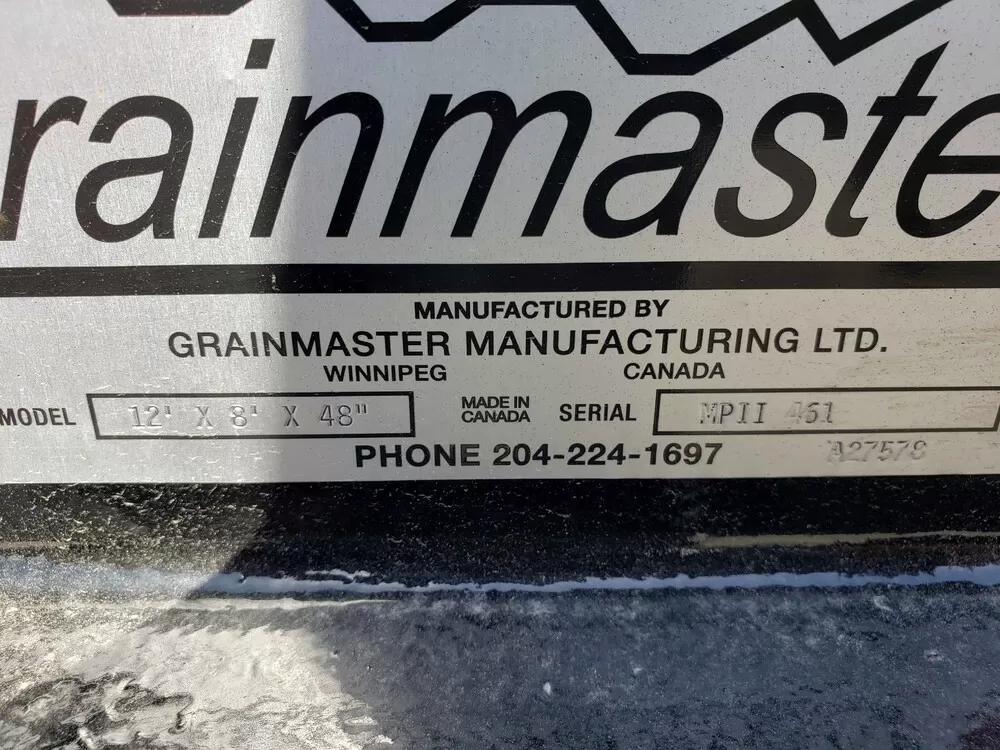 rainmaste
MANUFACTURED BY
GRAINMASTER MANUFACTURING LTD.
WINNIPEG CANADA
MODEL 12' X 8' X 48" MADE IN CANADA SERIAL MPII 461
PHONE 204-224-1697 A27578